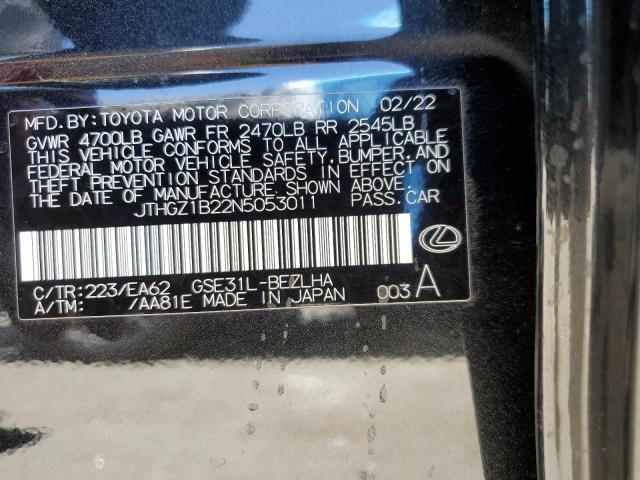 MFD.BY:TOYOTA MOTOR CORPORATION 02/22
GVWR 4700LB GAWR FR 2470LB RR 2545LB
THIS VEHICLE CONFORMS TO ALL APPLICABLE
FEDERAL MOTOR VEHICLE SAFETY, BUMPER, AND
THEFT PREVENTION STANDARDS IN EFFECT ON
THE DATE OF MANUFACTURE SHOWN ABOVE.
JTHGZ1B22N5053011 PASS.CAR
C/TR:223/EA62 GSE31L-BEZLHA
A/TM: /AA81E MADE IN JAPAN 003 A